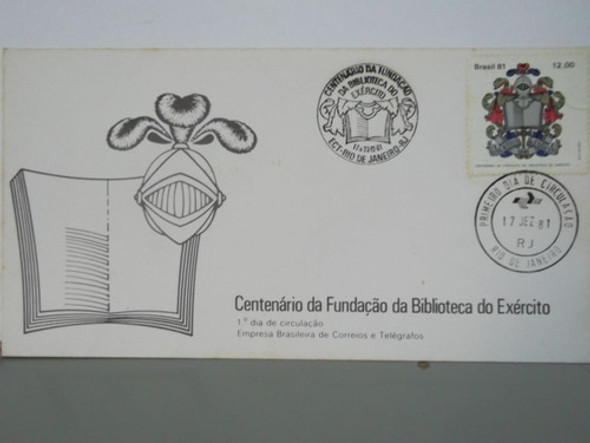 CENTENÁRIO DA FUNDAÇÃO
DA BIBLIOTECA DO
EXÉRCITO
ECT-RIO DE JANEIRO-RJ
Brasil 81
12,00
PRIMEIRO DIA DE CIRCULAÇÃO
17 DEZ 81
RJ
RIO DE JANEIRO
Centenário da Fundação da Biblioteca do Exército
1.º dia de circulação
Empresa Brasileira de Correios e Telégrafos